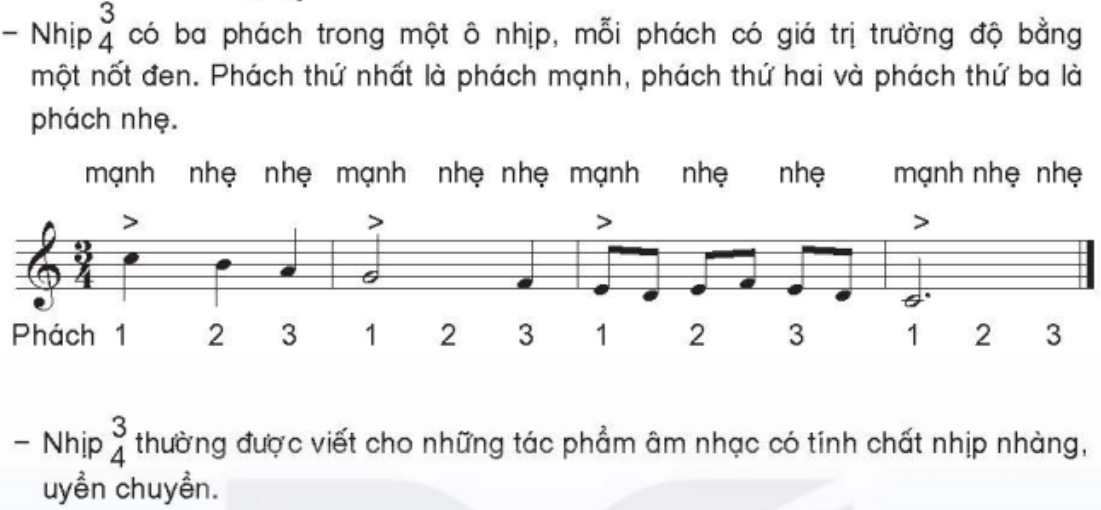 – Nhịp 3/4 có ba phách trong một ô nhịp, mỗi phách có giá trị trường độ bằng
một nốt đen. Phách thứ nhất là phách mạnh, phách thứ hai và phách thứ ba là
phách nhẹ.
mạnh nhẹ nhẹ mạnh nhẹ nhẹ mạnh nhẹ nhẹ mạnh nhẹ nhẹ
> > > >
3/4
Phách 1 2 3 1 2 3 1 2 3 1 2 3
– Nhịp 3/4 thường được viết cho những tác phẩm âm nhạc có tính chất nhịp nhàng,
uyển chuyển.